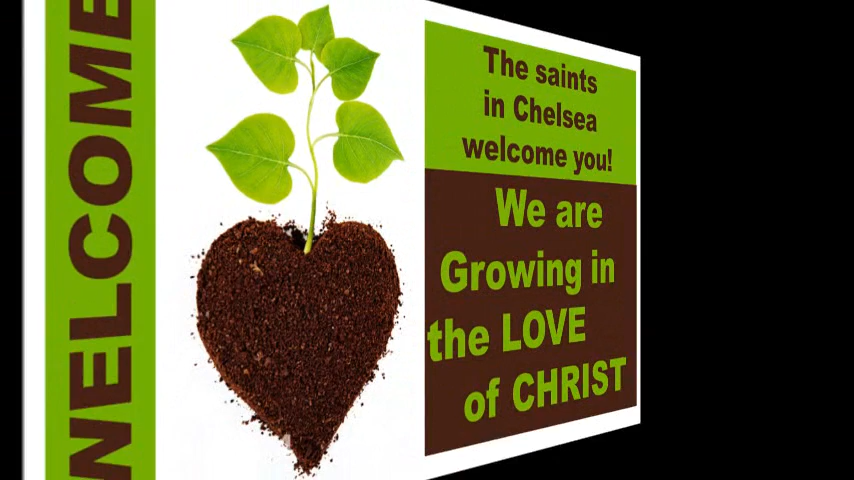 WELCOME
The saints
in Chelsea
welcome you!
We are
Growing in
the LOVE
of CHRIST